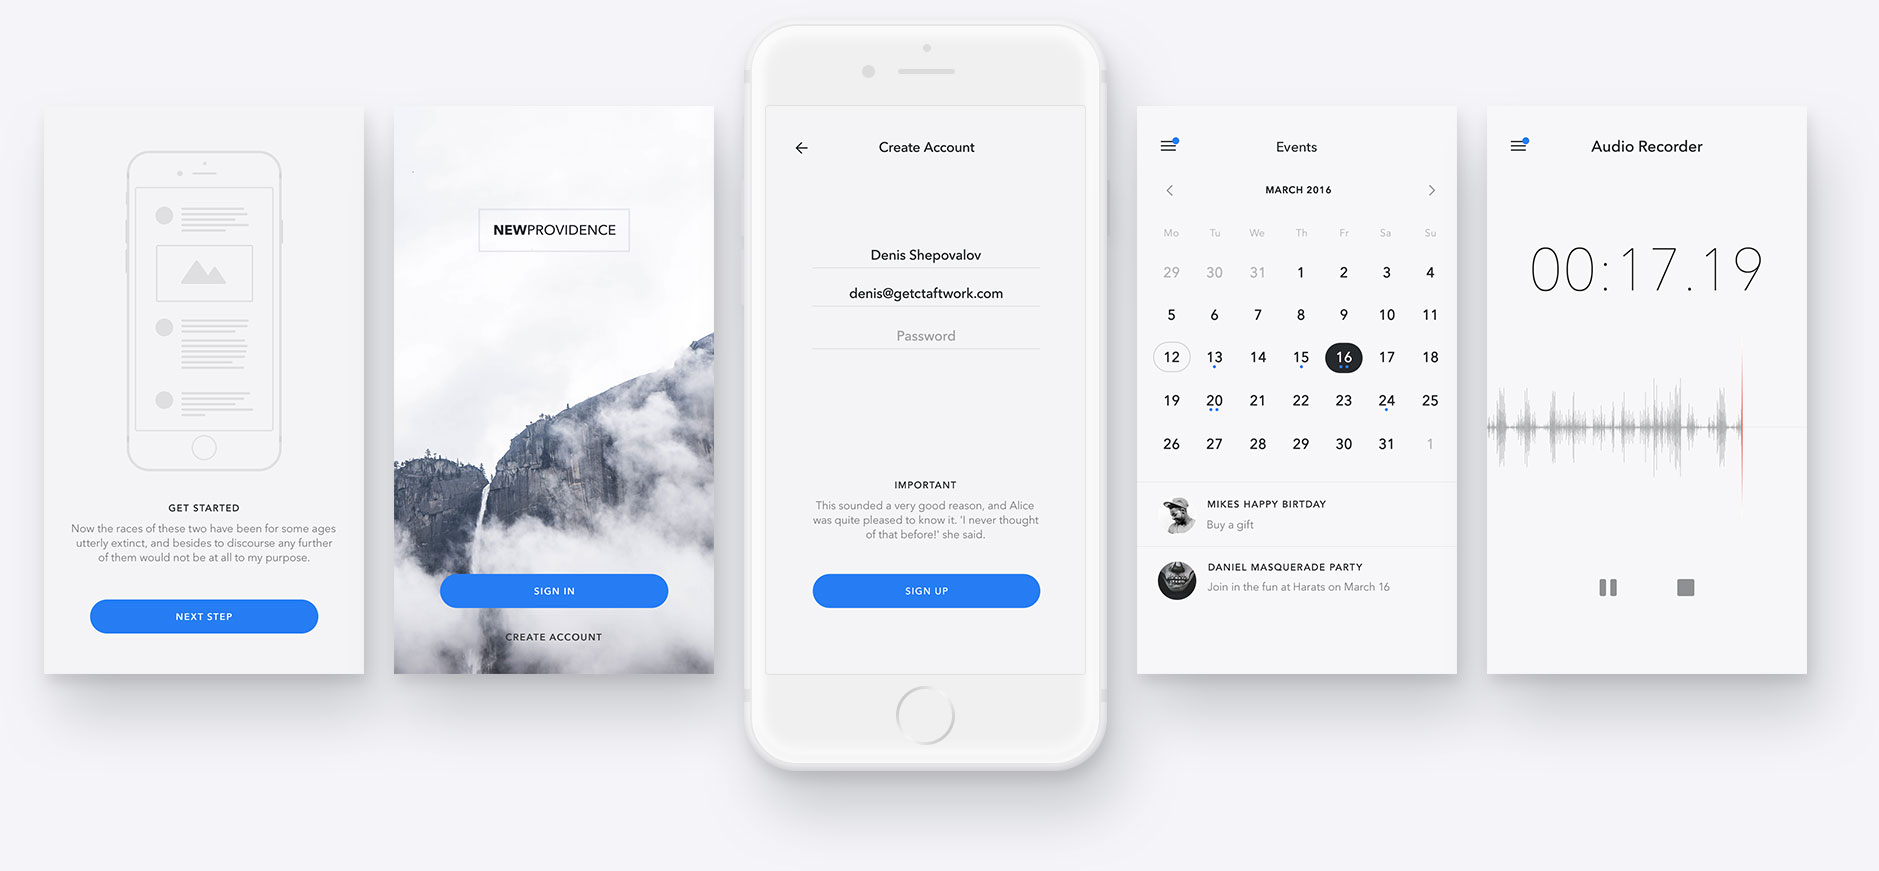 GET STARTED
Now the races of these two have been for some ages
utterly extinct, and besides to discourse any further
of them would not be at all to my purpose.
NEXT STEP
NEWPROVIDENCE
SIGN IN
CREATE ACCOUNT
Create Account
Denis Shepovalov
denis@getctaftwork.com
Password
IMPORTANT
This sounded a very good reason, and Alice
was quite pleased to know it. 'I never thought
of that before!' she said.
SIGN UP
Events
MARCH 2016
Mo Tu We Th Fr Sa Su
29 30 31 1 2 3 4
5 6 7 8 9 10 11
12 13 14 15 16 17 18
19 20 21 22 23 24 25
26 27 28 29 30 31 1
MIKES HAPPY BIRTDAY
Buy a gift
DANIEL MASQUERADE PARTY
Join in the fun at Harats on March 16
Audio Recorder
00:17.19